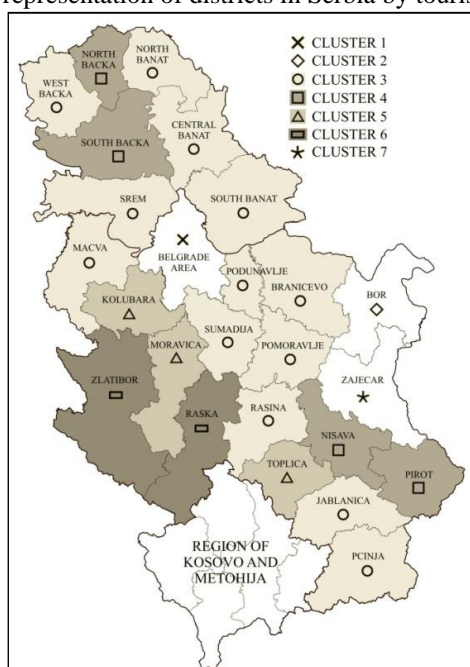 representation of districts in Serbia by touris
CLUSTER 1
CLUSTER 2
CLUSTER 3
CLUSTER 4
CLUSTER 5
CLUSTER 6
CLUSTER 7
NORTH
BACKA
NORTH
BANAT
WEST
BACKA
CENTRAL
BANAT
SOUTH BACKA
SREM
SOUTH BANAT
MACVA
BELGRADE
AREA
PODUNAVLJE
BRANICEVO
BOR
KOLUBARA
SUMADIJA
MORAVICA
POMORAVLJE
ZAJECAR
ZLATIBOR
RASKA
RASINA
NISAVA
TOPLICA
PIROT
JABLANICA
REGION OF
KOSOVO AND
METOHIJA
PCINJA